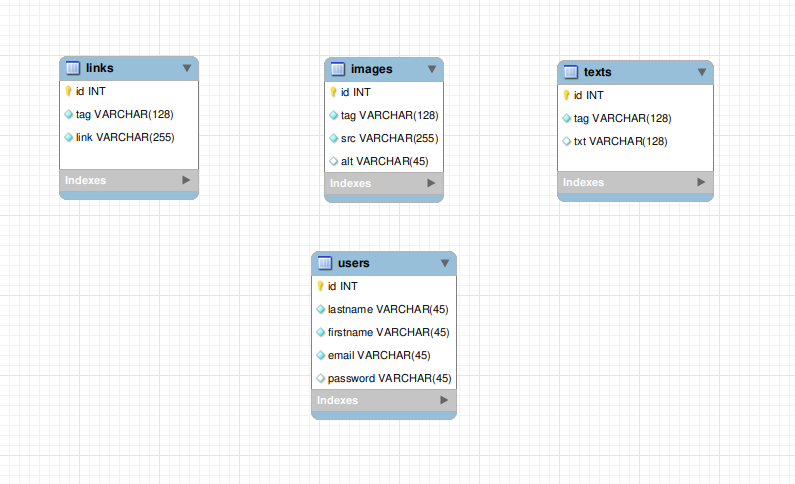 links
id INT
tag VARCHAR(128)
link VARCHAR(255)
Indexes
images
id INT
tag VARCHAR(128)
src VARCHAR(255)
alt VARCHAR(45)
Indexes
texts
id INT
tag VARCHAR(128)
txt VARCHAR(128)
Indexes
users
id INT
lastname VARCHAR(45)
firstname VARCHAR(45)
email VARCHAR(45)
password VARCHAR(45)
Indexes